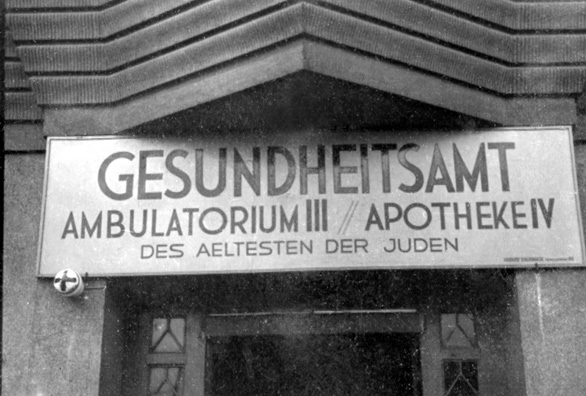 GESUNDHEITSAMT
AMBULATORIUM III // APOTHEKE IV
DES AELTESTEN DER JUDEN